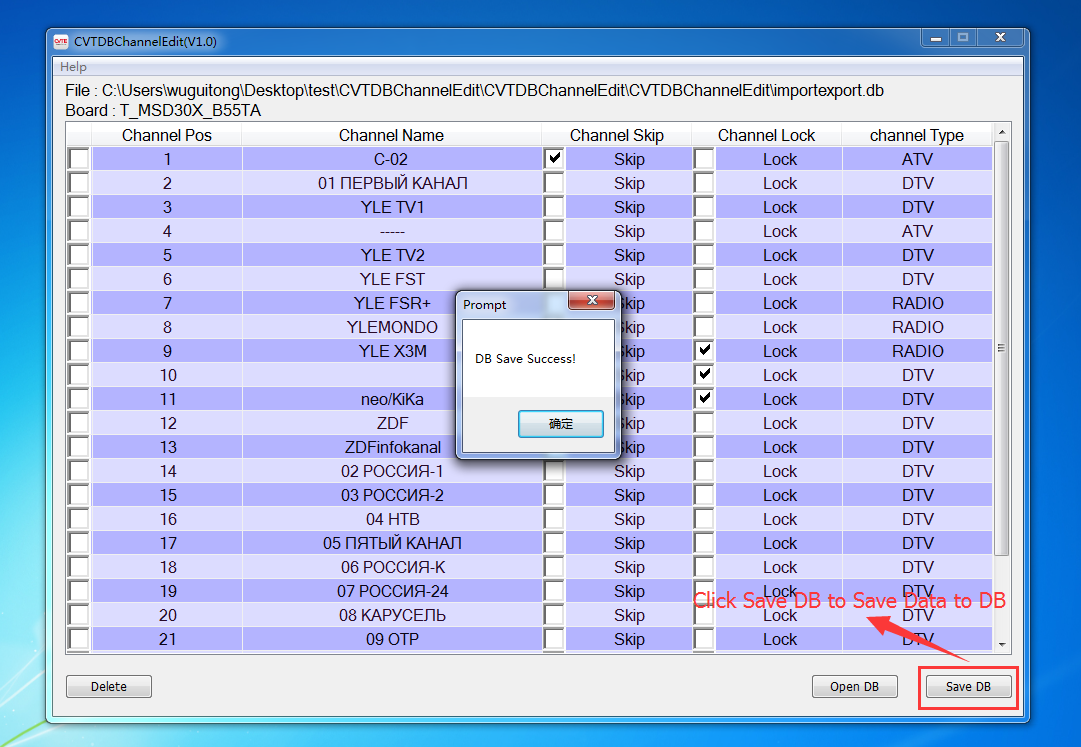 CVTDBChannelEdit(V1.0)
Help
File : C:\Users\wuguitong\Desktop\test\CVTDBChannelEdit\CVTDBChannelEdit\CVTDBChannelEdit\importexport.db
Board : T_MSD30X_B55TA
Channel Pos Channel Name Channel Skip Channel Lock channel Type
1 C-02 Skip Lock ATV
2 01 ПЕРВЫЙ КАНАЛ Skip Lock DTV
3 YLE TV1 Skip Lock DTV
4 ----- Skip Lock ATV
5 YLE TV2 Skip Lock DTV
6 YLE FST Skip Lock DTV
7 YLE FSR+ kip Lock RADIO
8 YLEMONDO kip Lock RADIO
9 YLE X3M kip Lock RADIO
10 kip Lock DTV
11 neo/KiKa kip Lock DTV
12 ZDF kip Lock DTV
13 ZDFinfokanal kip Lock DTV
14 02 РОССИЯ-1 Skip Lock DTV
15 03 РОССИЯ-2 Skip Lock DTV
16 04 НТВ Skip Lock DTV
17 05 ПЯТЫЙ КАНАЛ Skip Lock DTV
18 06 РОССИЯ-К Skip Lock DTV
19 07 РОССИЯ-24 Skip Lock DTV
20 08 КАРУСЕЛЬ Skip Lock DTV
21 09 ОТР Skip Lock DTV
Prompt
DB Save Success!
确定
Click Save DB to Save Data to DB
Delete Open DB Save DB